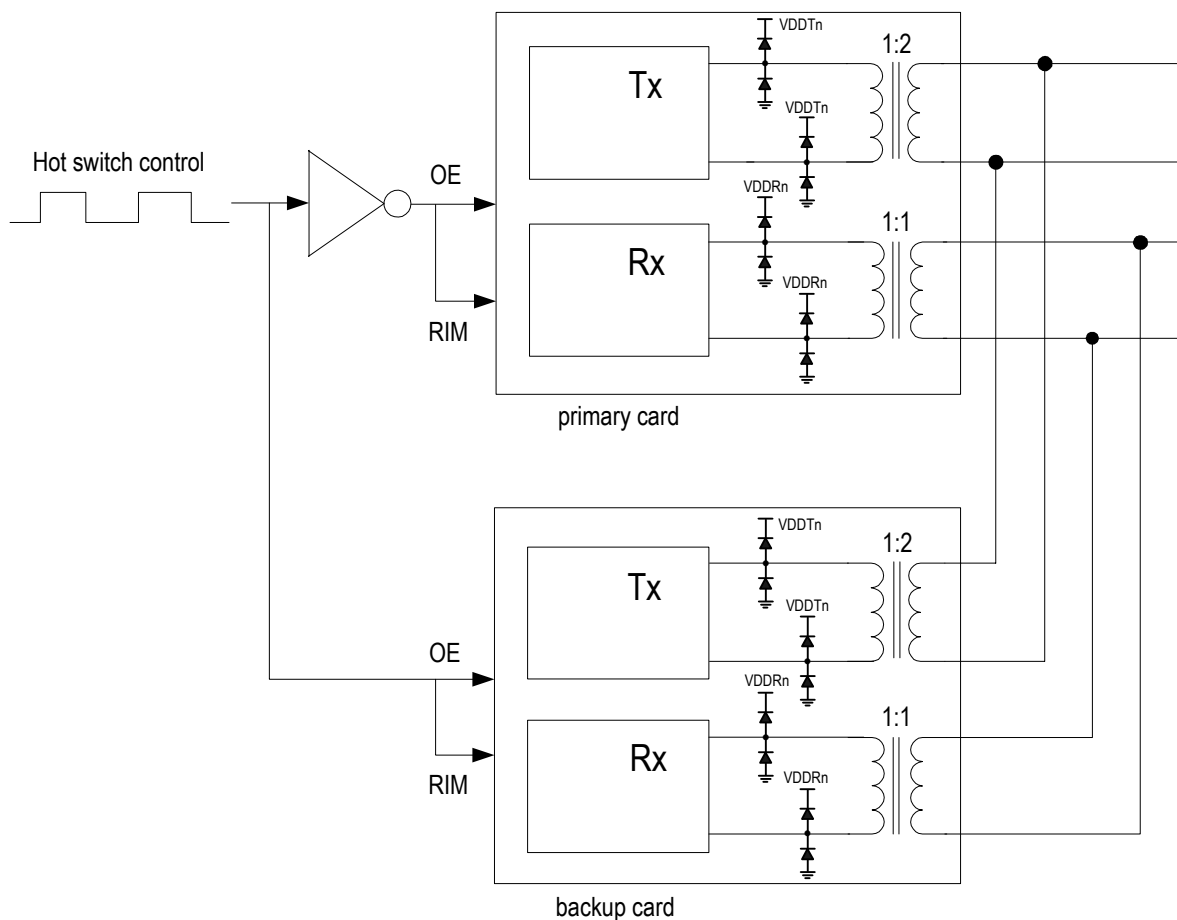 VDDTn
1:2
Tx
VDDTn
Hot switch control
OE
VDDRn
1:1
Rx
VDDRn
RIM
primary card
VDDTn
1:2
Tx
VDDTn
OE
VDDRn
1:1
Rx
VDDRn
RIM
backup card